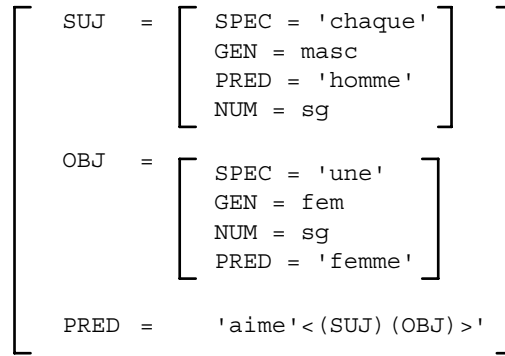 SUJ = SPEC = 'chaque'
GEN = masc
PRED = 'homme'
NUM = sg
OBJ = SPEC = 'une'
GEN = fem
NUM = sg
PRED = 'femme'
PRED = 'aime'<(SUJ)(OBJ)>'